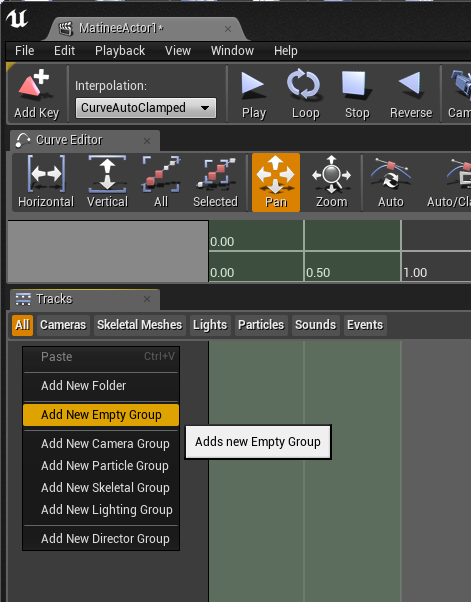 MatineeActor1*
File Edit Playback View Window Help
Interpolation:
CurveAutoClamped
Add Key Play Loop Stop Reverse Cam
Curve Editor
Horizontal Vertical All Selected Pan Zoom Auto Auto/Cla
0.00
0.00 0.50 1.00
Tracks
All Cameras Skeletal Meshes Lights Particles Sounds Events
Paste Ctrl+V
Add New Folder
Add New Empty Group
Adds new Empty Group
Add New Camera Group
Add New Particle Group
Add New Skeletal Group
Add New Lighting Group
Add New Director Group